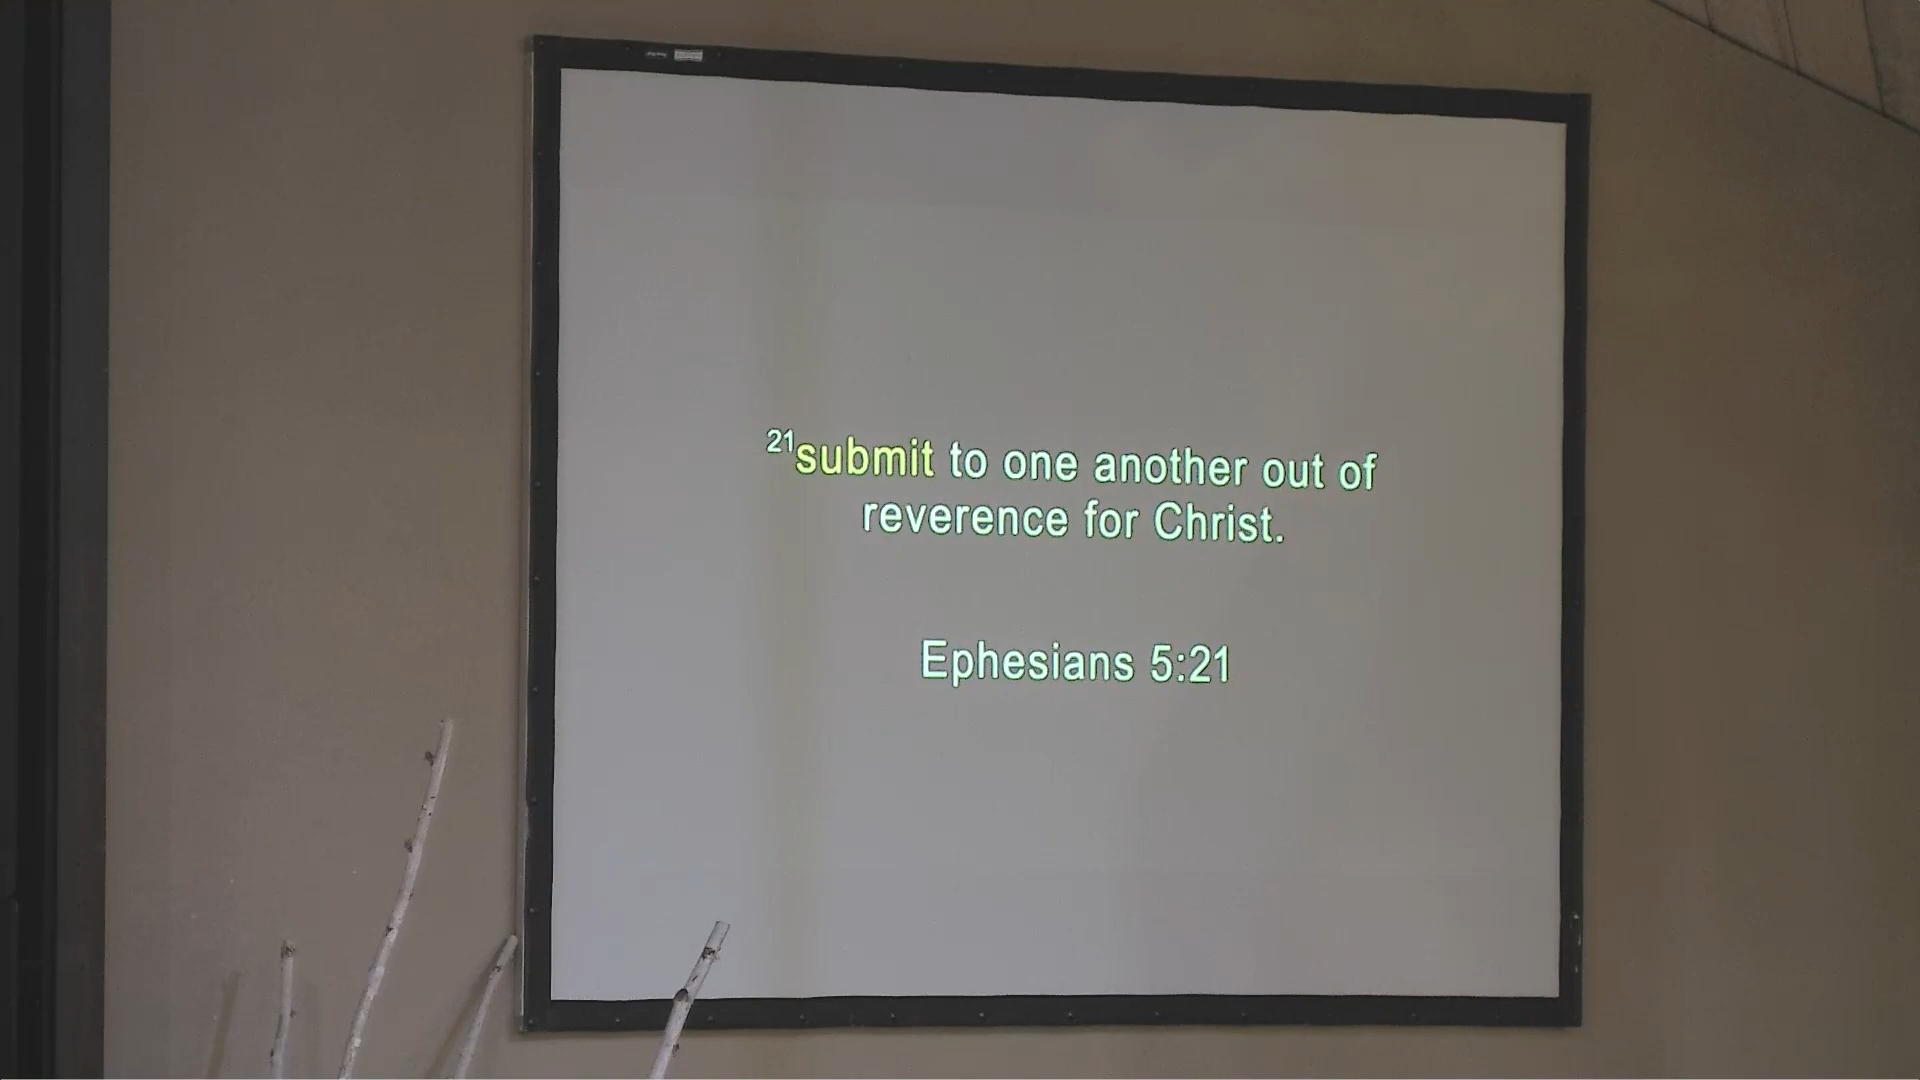 21submit to one another out of
reverence for Christ.
Ephesians 5:21